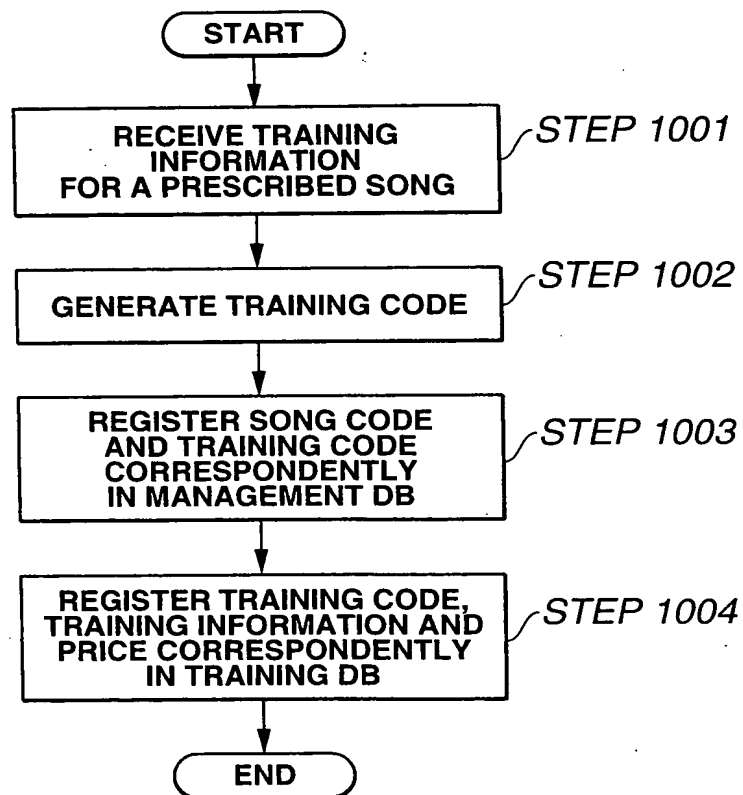 START
RECEIVE TRAINING
INFORMATION
FOR A PRESCRIBED SONG
STEP 1001
GENERATE TRAINING CODE
STEP 1002
REGISTER SONG CODE
AND TRAINING CODE
CORRESPONDENTLY
IN MANAGEMENT DB
STEP 1003
REGISTER TRAINING CODE,
TRAINING INFORMATION AND
PRICE CORRESPONDENTLY
IN TRAINING DB
STEP 1004
END